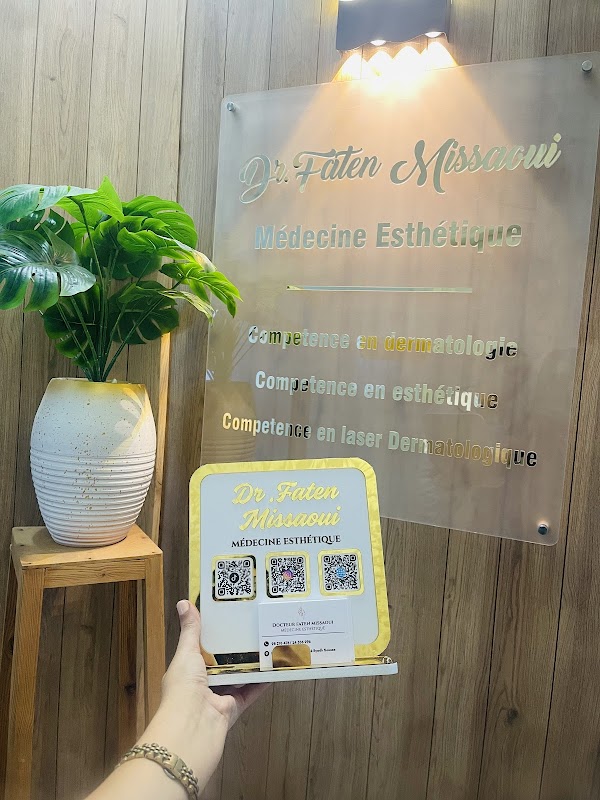 Dr. Faten Missaoui
Médecine Esthétique
Competence en dermatologie
Competence en esthétique
Competence en laser Dermatologique
Dr .Faten
Missaoui
MÉDECINE ESTHÉTIQUE
DOCTEUR FATEN MISSAOUI
MÉDECINE ESTHÉTIQUE
Sousse